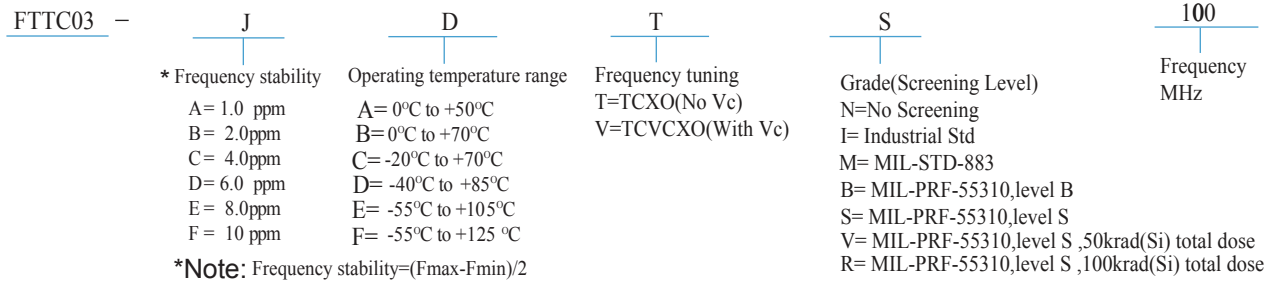 FTTC03 – J D T S 100
* Frequency stability
A= 1.0 ppm
B= 2.0ppm
C= 4.0ppm
D= 6.0 ppm
E= 8.0ppm
F = 10 ppm
Operating temperature range
A= 0°C to +50°C
B= 0°C to +70°C
C= -20°C to +70°C
D= -40°C to +85°C
E= -55°C to +105°C
F= -55°C to +125 °C
*Note: Frequency stability=(Fmax-Fmin)/2
Frequency tuning
T=TCXO(No Vc)
V=TCVCXO(With Vc)
Grade(Screening Level)
N=No Screening
I= Industrial Std
M= MIL-STD-883
B= MIL-PRF-55310,level B
S= MIL-PRF-55310,level S
V= MIL-PRF-55310,level S ,50krad(Si) total dose
R= MIL-PRF-55310,level S ,100krad(Si) total dose
Frequency
MHz